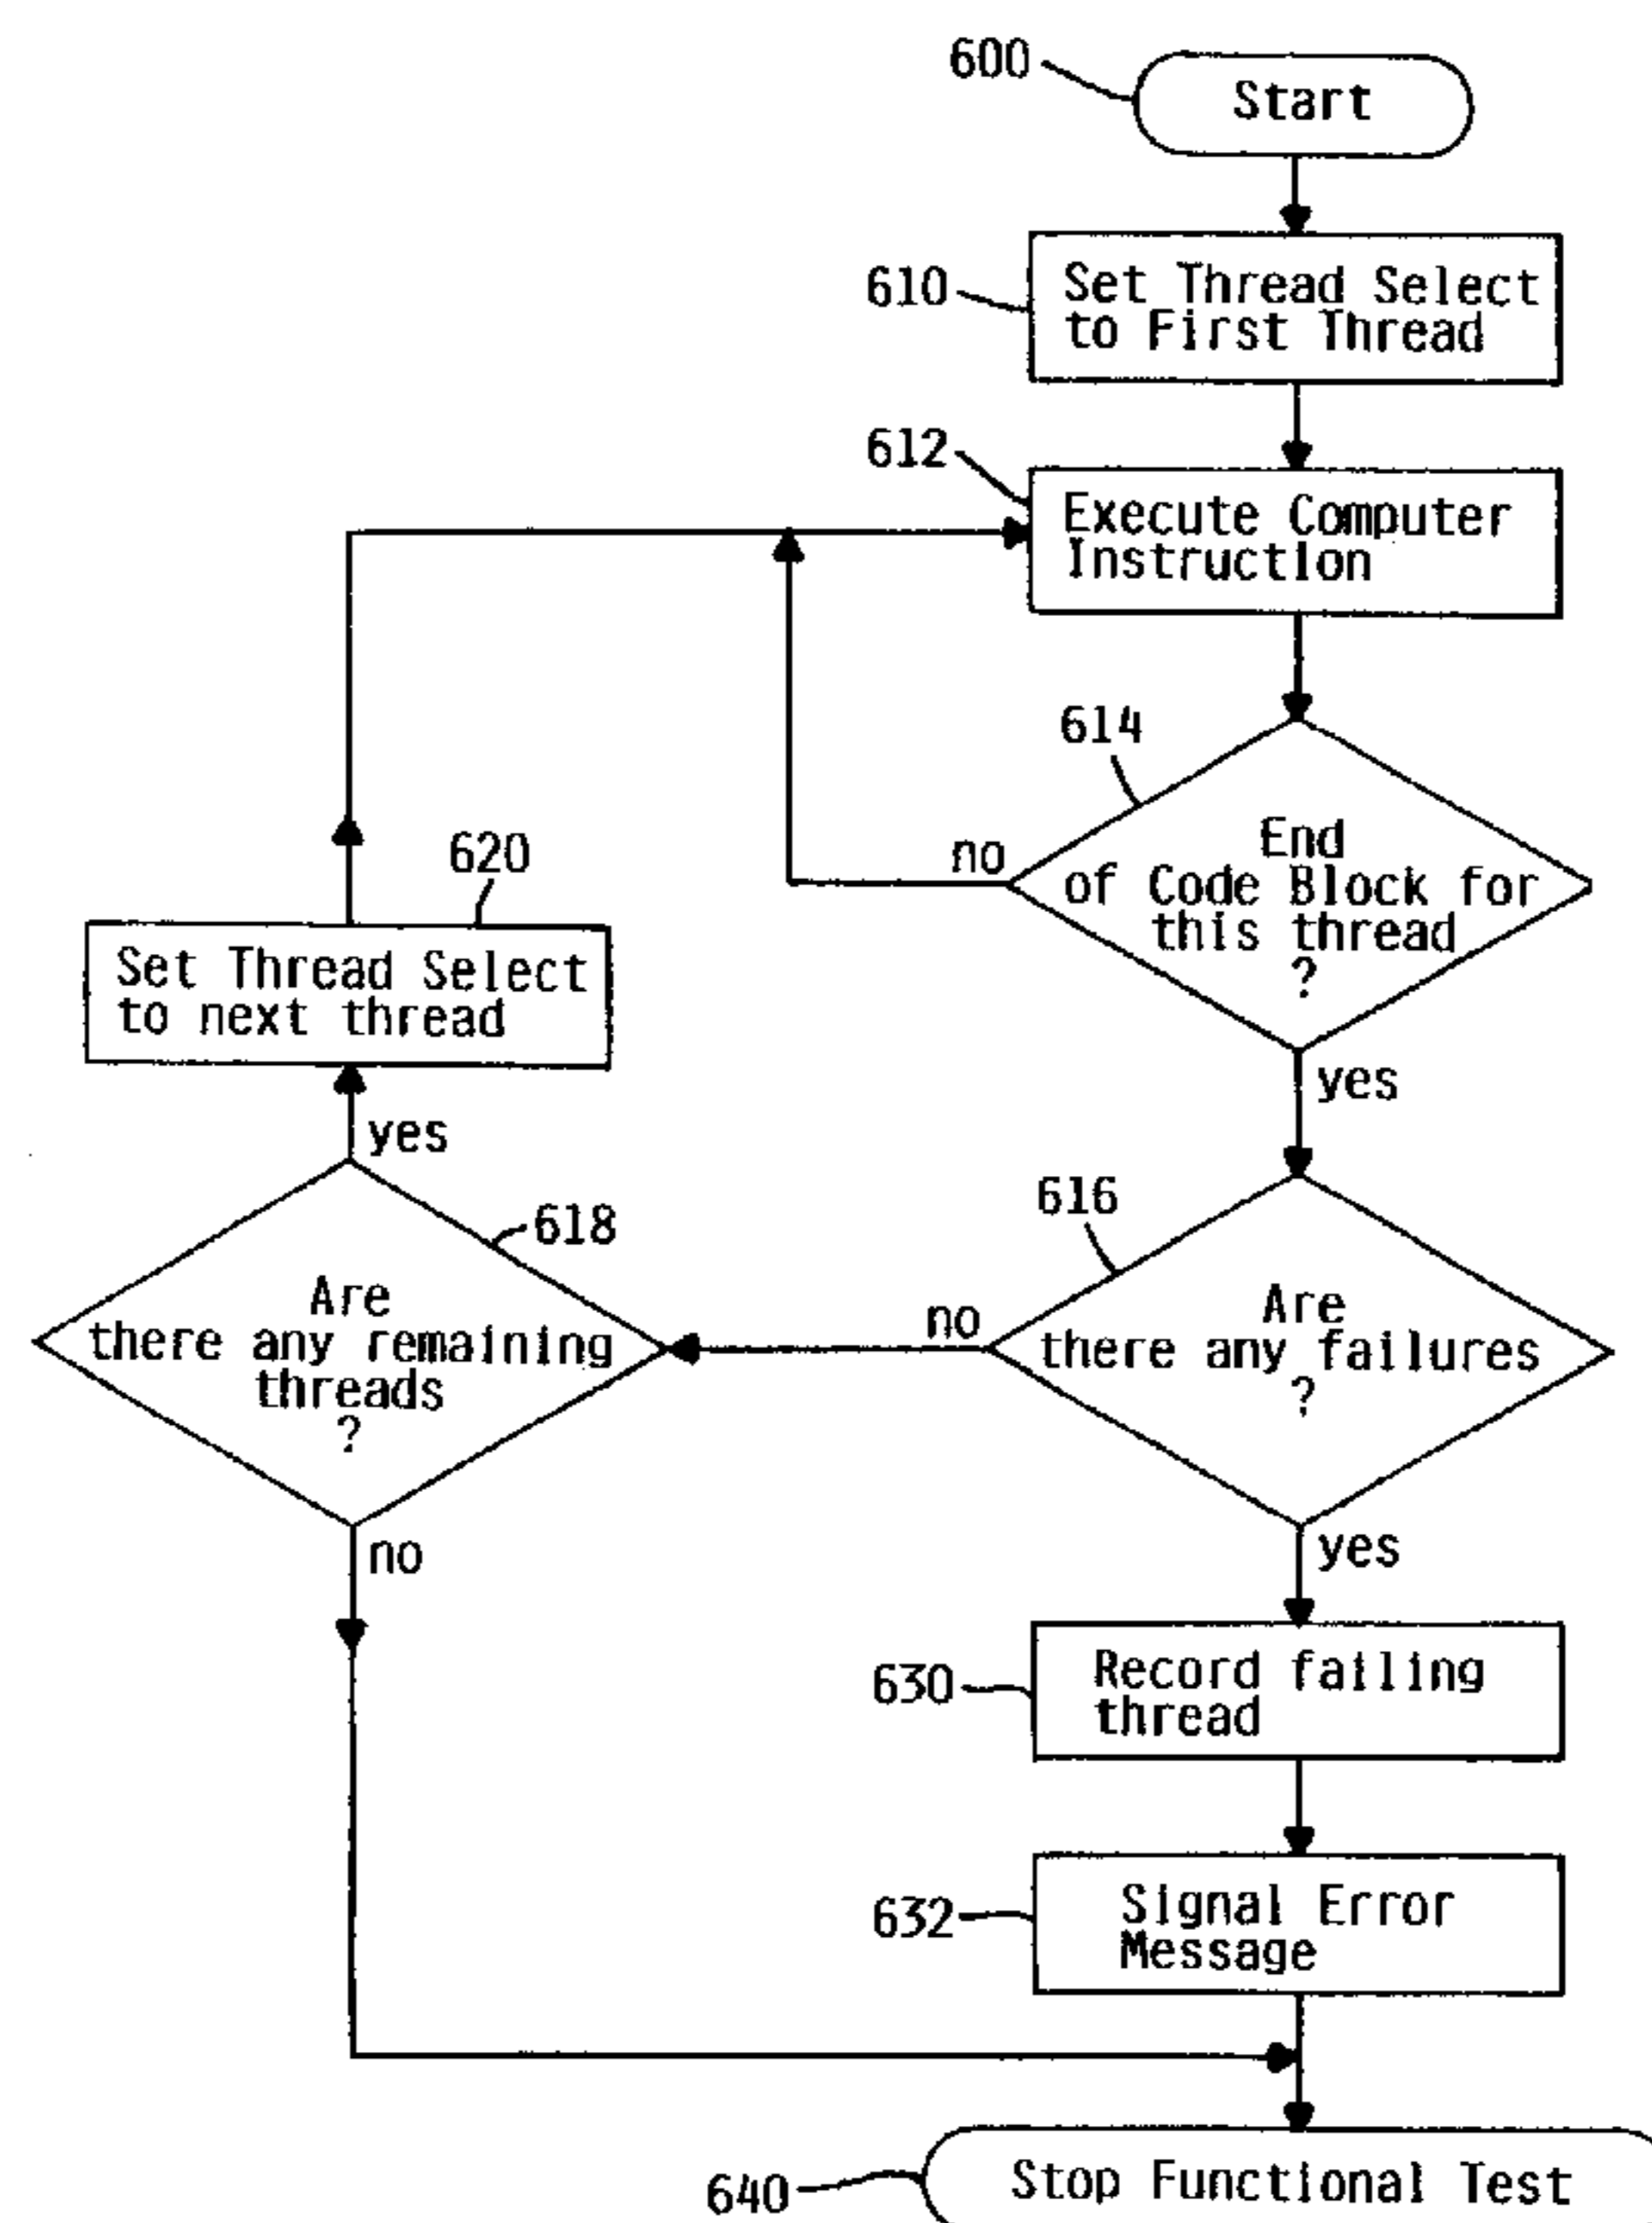 600
Start
610
Set Thread Select
to First Thread
612
Execute Computer
Instruction
614
End
of Code Block for
this thread
?
no
yes
620
Set Thread Select
to next thread
yes
618
Are
there any remaining
threads
?
no
616
Are
there any failures
?
no
yes
630
Record failing
thread
632
Signal Error
Message
640
Stop Functional Test